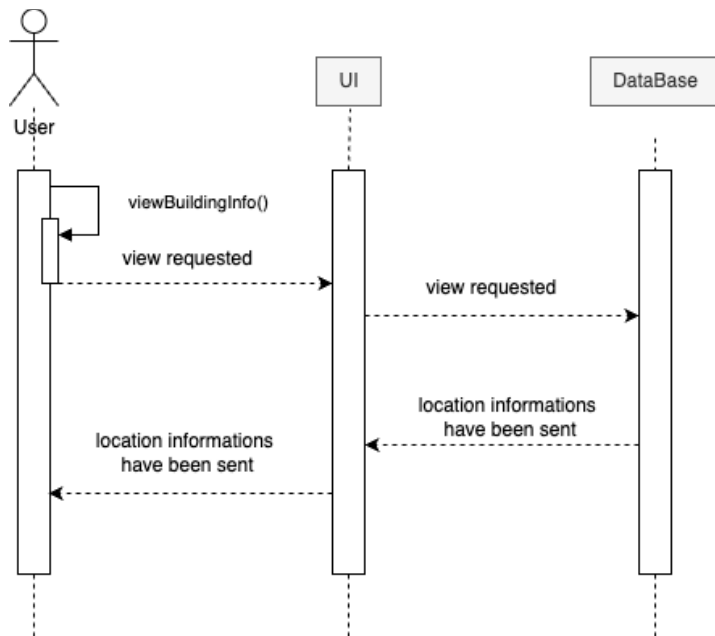 UI
DataBase
User
viewBuildingInfo()
view requested
view requested
location informations
have been sent
location informations
have been sent